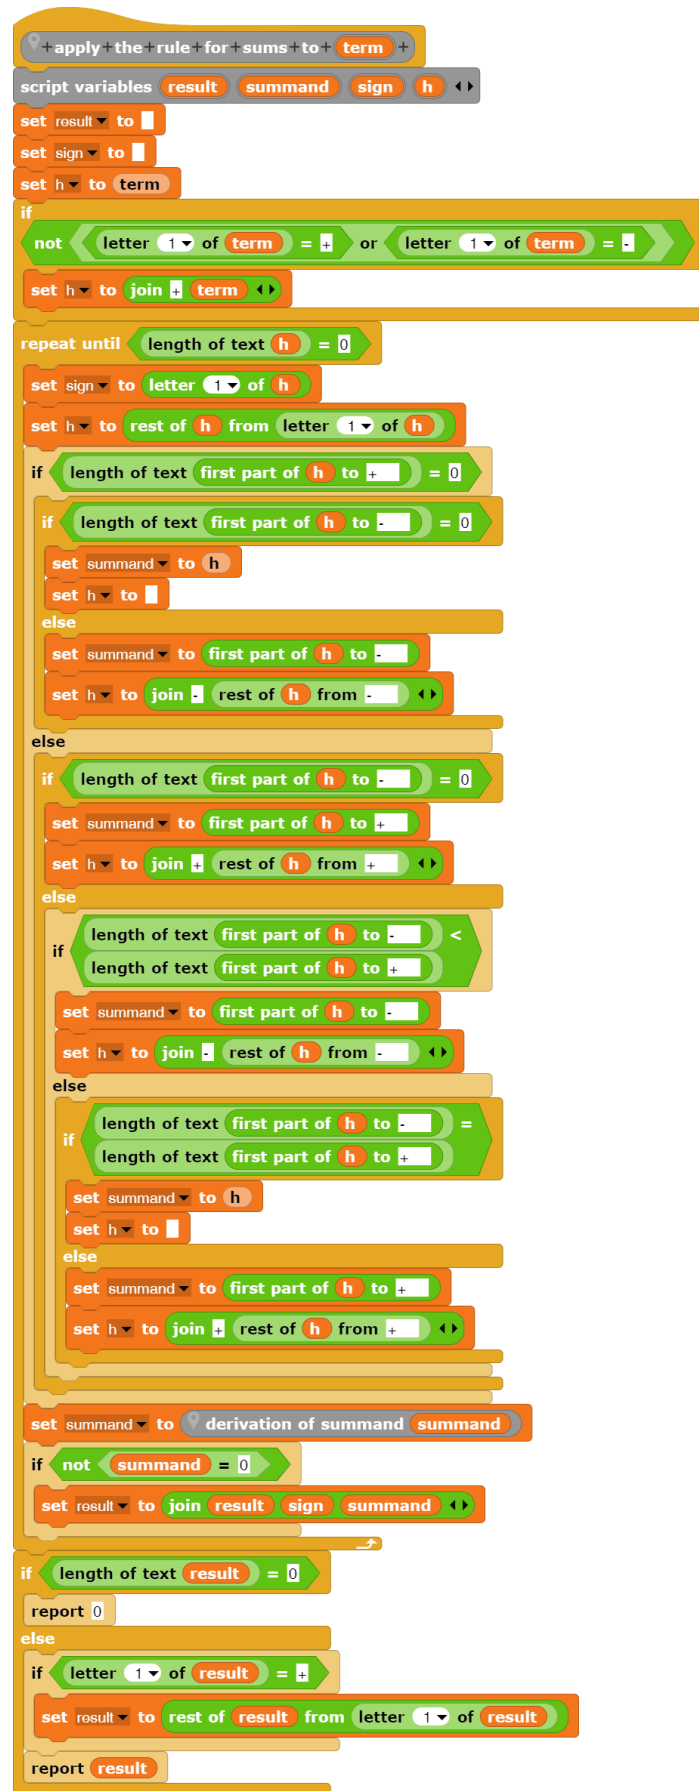 +apply+the+rule+for+sums+to+ term +
script variables result summand sign h
set result to
set sign to
set h to term
if
not letter 1 of term = + or letter 1 of term = -
set h to join + term
repeat until length of text h = 0
set sign to letter 1 of h
set h to rest of h from letter 1 of h
if length of text first part of h to + = 0
if length of text first part of h to - = 0
set summand to h
set h to
else
set summand to first part of h to -
set h to join - rest of h from -
else
if length of text first part of h to - = 0
set summand to first part of h to +
set h to join + rest of h from +
else
length of text first part of h to - <
if
length of text first part of h to +
set summand to first part of h to -
set h to join - rest of h from -
else
length of text first part of h to - =
if
length of text first part of h to +
set summand to h
set h to
else
set summand to first part of h to +
set h to join + rest of h from +
set summand to derivation of summand summand
if not summand = 0
set result to join result sign summand
if length of text result = 0
report 0
else
if letter 1 of result = +
set result to rest of result from letter 1 of result
report result